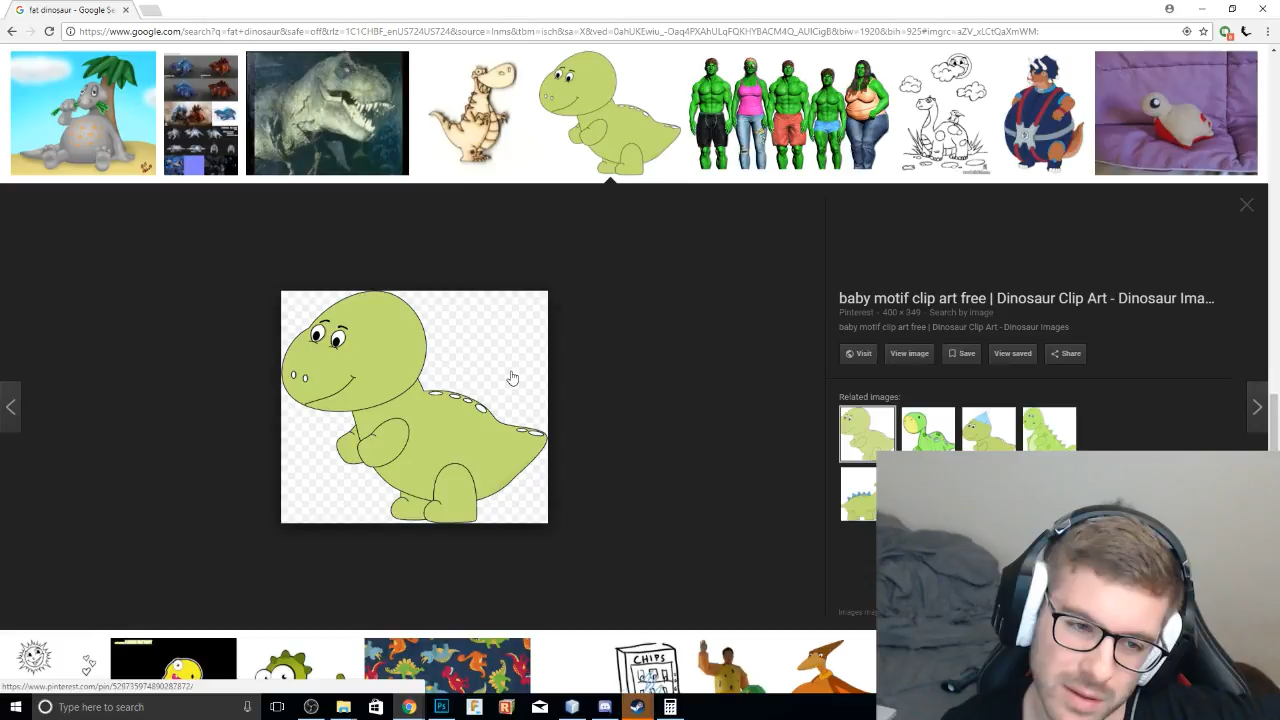 fat dinosaur - Google Se
https://www.google.com/search?q=fat+dinosaur&safe=off&rlz=1C1CHBF_enUS724US724&source=lnms&tbm=isch&sa=X&ved=0ahUKEwiu_-Oaq4PXAhULqFQKHYBACM4Q_AUICigB&biw=1920&bih=925#imgrc=aZV_xLCtQaXmWM:
baby motif clip art free | Dinosaur Clip Art - Dinosaur Ima...
Pinterest - 400 × 349 - Search by image
baby motif clip art free | Dinosaur Clip Art - Dinosaur Images
Visit
View image
Save
View saved
Share
Related images:
Images may
CHIPS
https://www.pinterest.com/pin/529735974890287872/
Type here to search
Ps